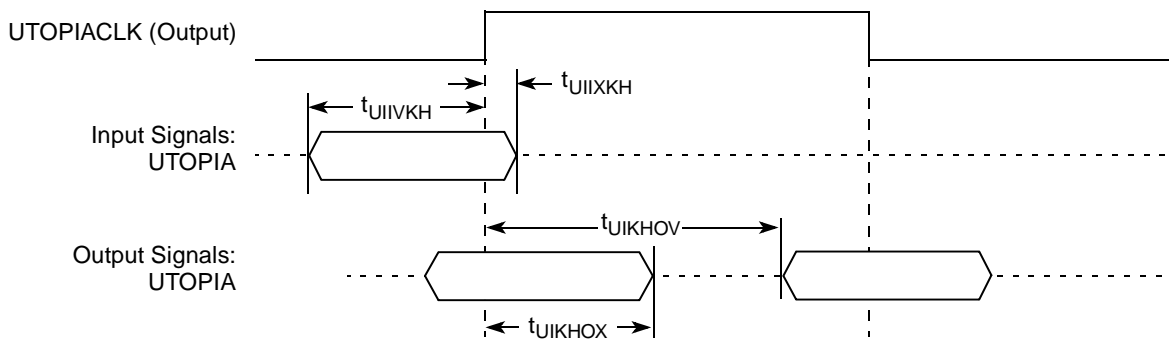 UTOPIACLK (Output)
tUIIXKH
tUIIVKH
Input Signals:
UTOPIA
tUIKHOV
Output Signals:
UTOPIA
tUIKHOX